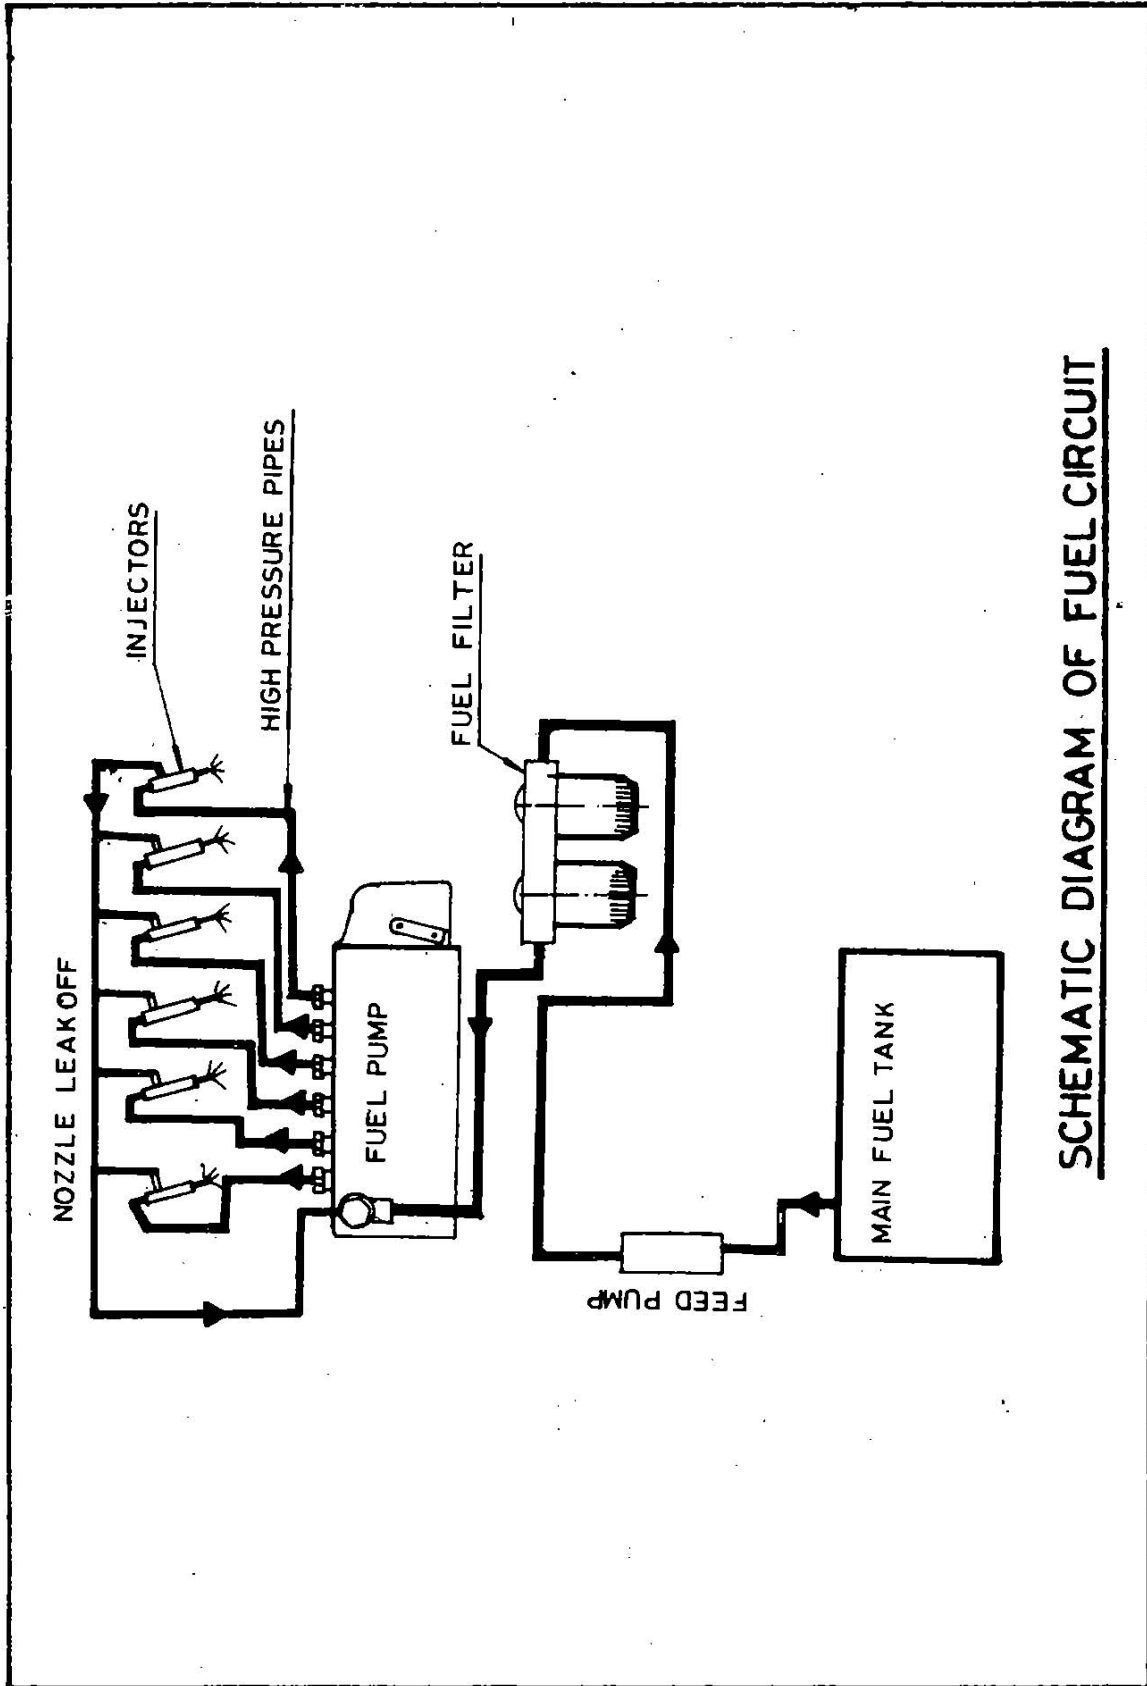 NOZZLE LEAKOFF
INJECTORS
HIGH PRESSURE PIPES
FUEL PUMP
FUEL FILTER
FEED PUMP
MAIN FUEL TANK
SCHEMATIC DIAGRAM OF FUEL CIRCUIT